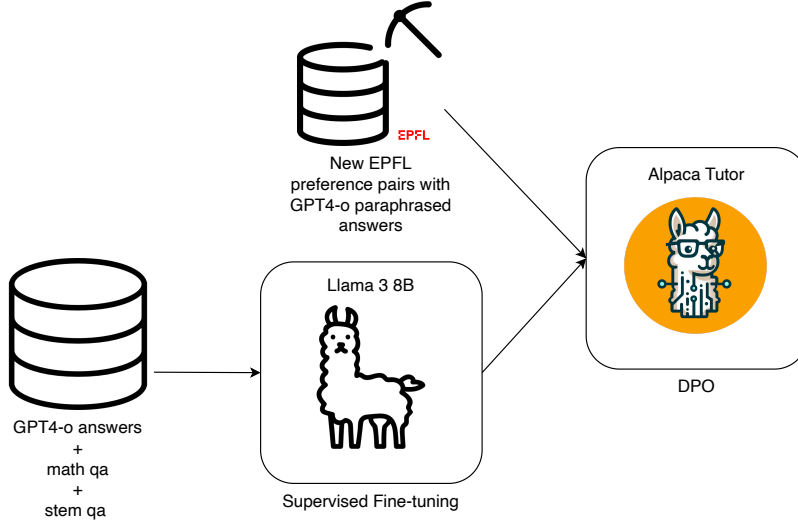 EPFL
New EPFL
preference pairs with
GPT4-o paraphrased
answers
Alpaca Tutor
DPO
Llama 3 8B
Supervised Fine-tuning
GPT4-o answers
+
math qa
+
stem qa